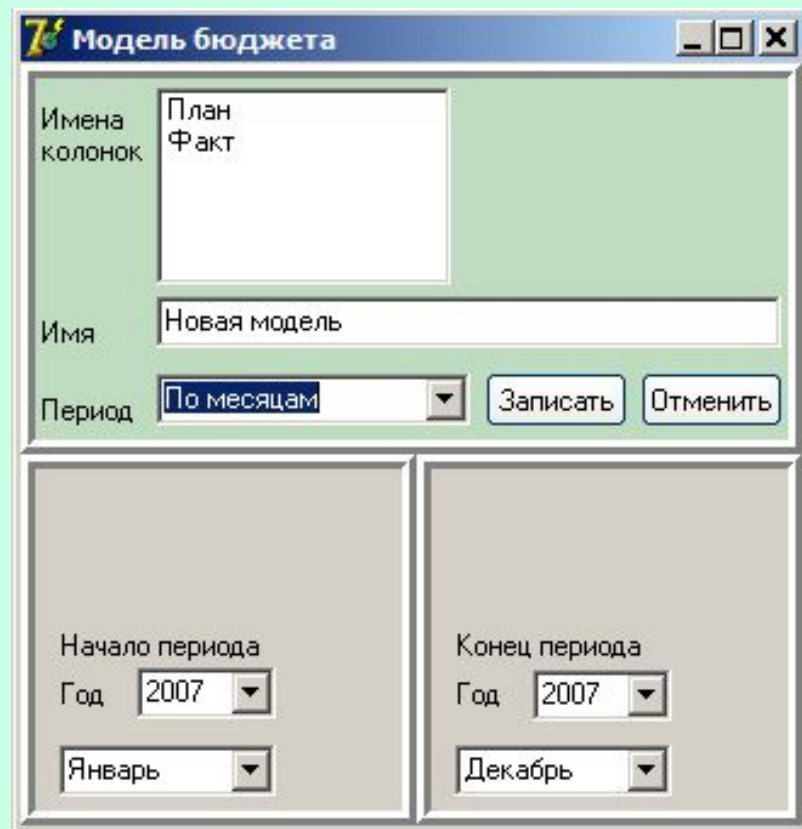 Модель бюджета
Имена
колонок
План
Факт
Имя
Новая модель
Период
По месяцам
Записать
Отменить
Начало периода
Год
2007
Январь
Конец периода
Год
2007
Декабрь